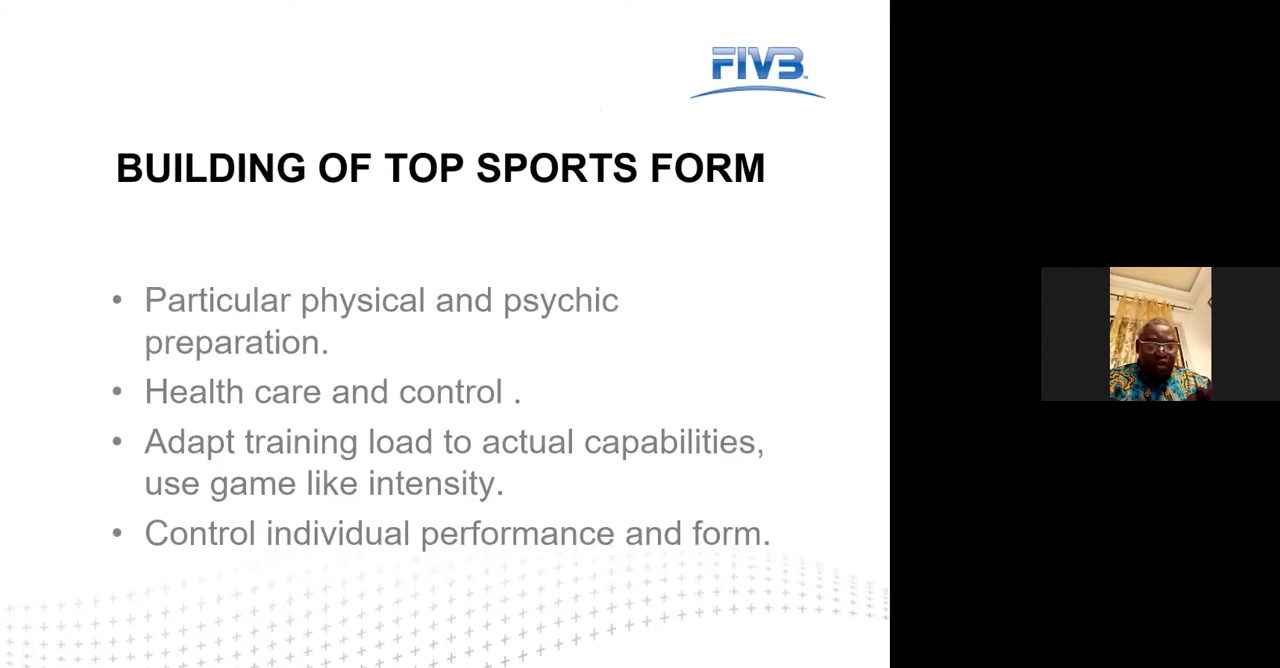 FIVB
BUILDING OF TOP SPORTS FORM
• Particular physical and psychic
preparation.
• Health care and control .
• Adapt training load to actual capabilities,
use game like intensity.
• Control individual performance and form.